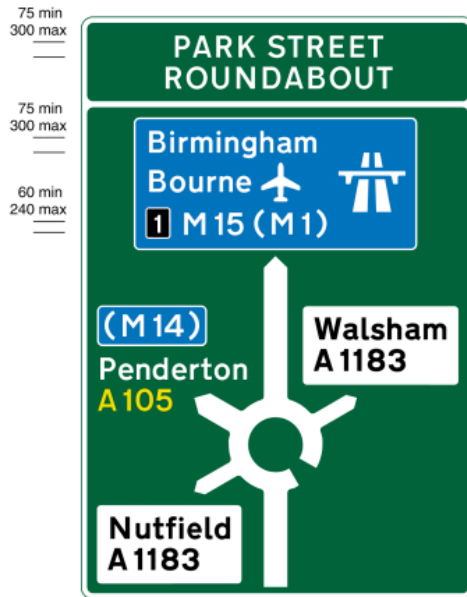 75 min
300 max
PARK STREET
ROUNDABOUT
75 min
300 max
Birmingham
Bourne
60 min
240 max
1 M 15 (M 1)
(M 14)
Penderton
A 105
Walsham
A 1183
Nutfield
A 1183